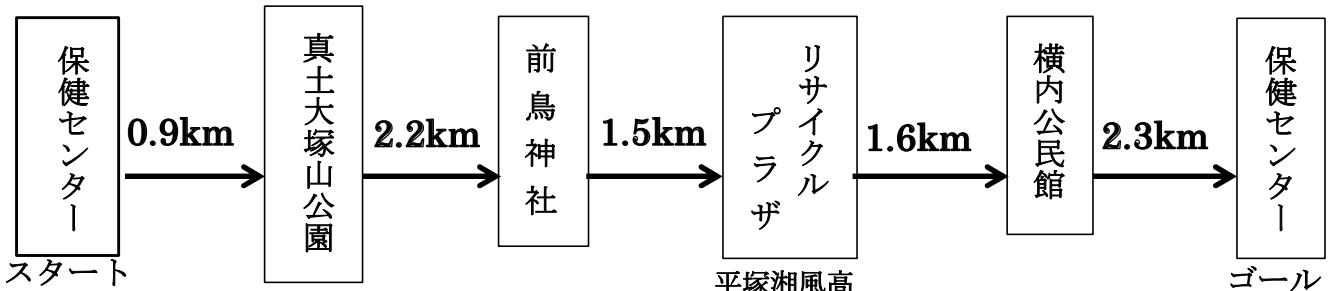 保健センター
スタート
0.9km
真土大塚山公園
2.2km
前鳥神社
1.5km
リサイクル
プラザ
平塚湘風高
1.6km
横内公民館
2.3km
保健センター
ゴール